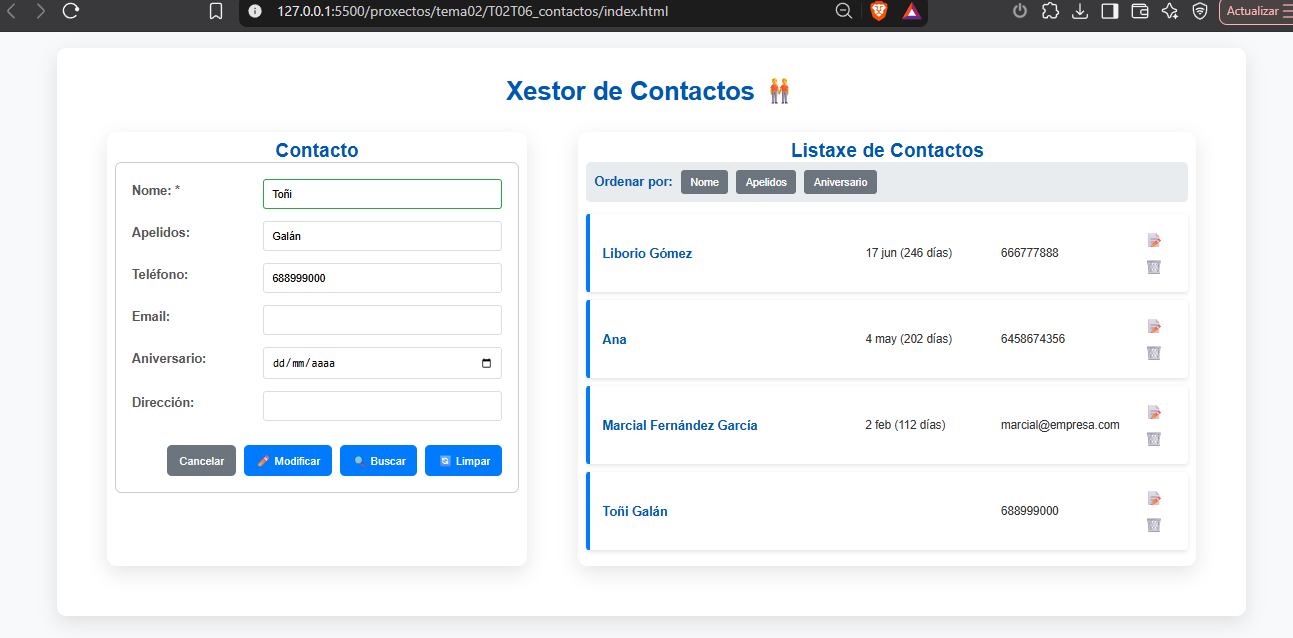 127.0.0.1:5500/proxectos/tema02/T02T06_contactos/index.html
Actualizar
Xestor de Contactos
Contacto
Nome: *
Toñi
Apelidos:
Galán
Teléfono:
688999000
Email:
Aniversario:
dd/mm/aaaa
Dirección:
Cancelar
Modificar
Buscar
Limpar
Listaxe de Contactos
Ordenar por:
Nome
Apelidos
Aniversario
Liborio Gómez
17 jun (246 días)
666777888
Ana
4 may (202 días)
6458674356
Marcial Fernández García
2 feb (112 días)
marcial@empresa.com
Toñi Galán
688999000